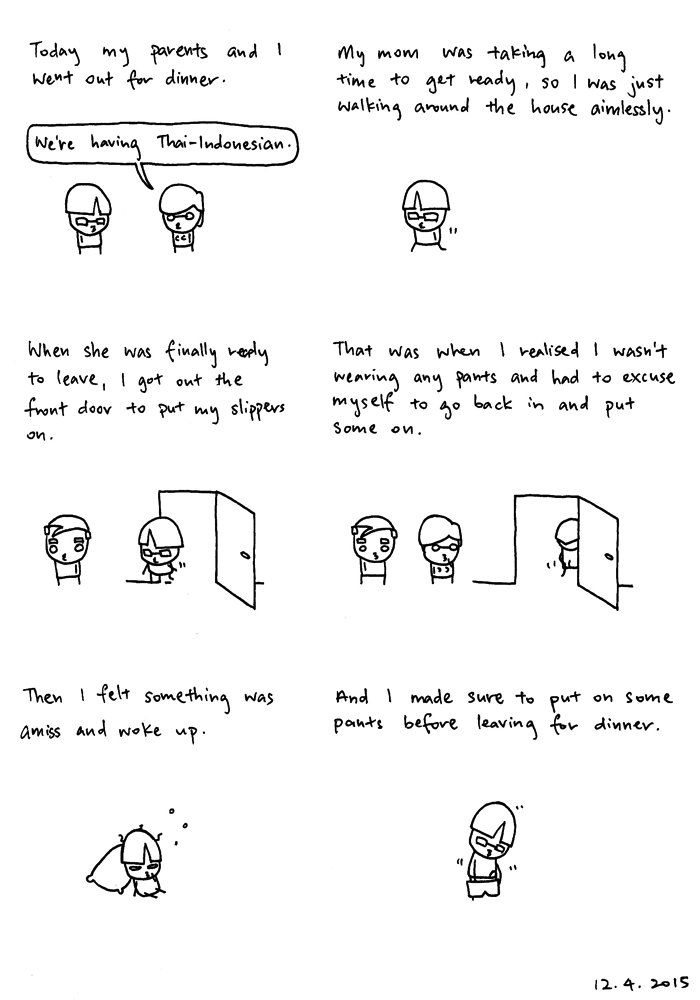 Today my parents and I
went out for dinner.
We're having Thai-Indonesian.
My mom was taking a long
time to get ready, so I was just
walking around the house aimlessly.
When she was finally ready
to leave, I got out the
front door to put my slippers
on.
That was when I realised I wasn't
wearing any pants and had to excuse
myself to go back in and put
some on.
Then I felt something was
amiss and woke up.
And I made sure to put on some
pants before leaving for dinner.
12.4.2015